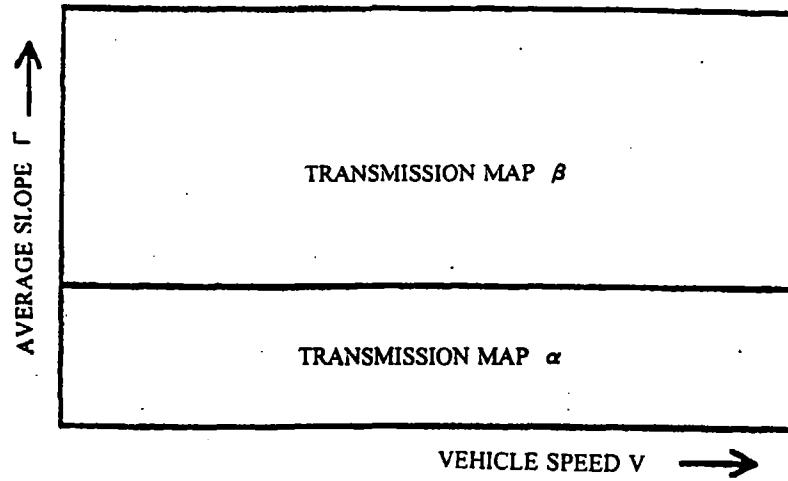 AVERAGE SLOPE Γ
TRANSMISSION MAP β
TRANSMISSION MAP α
VEHICLE SPEED V